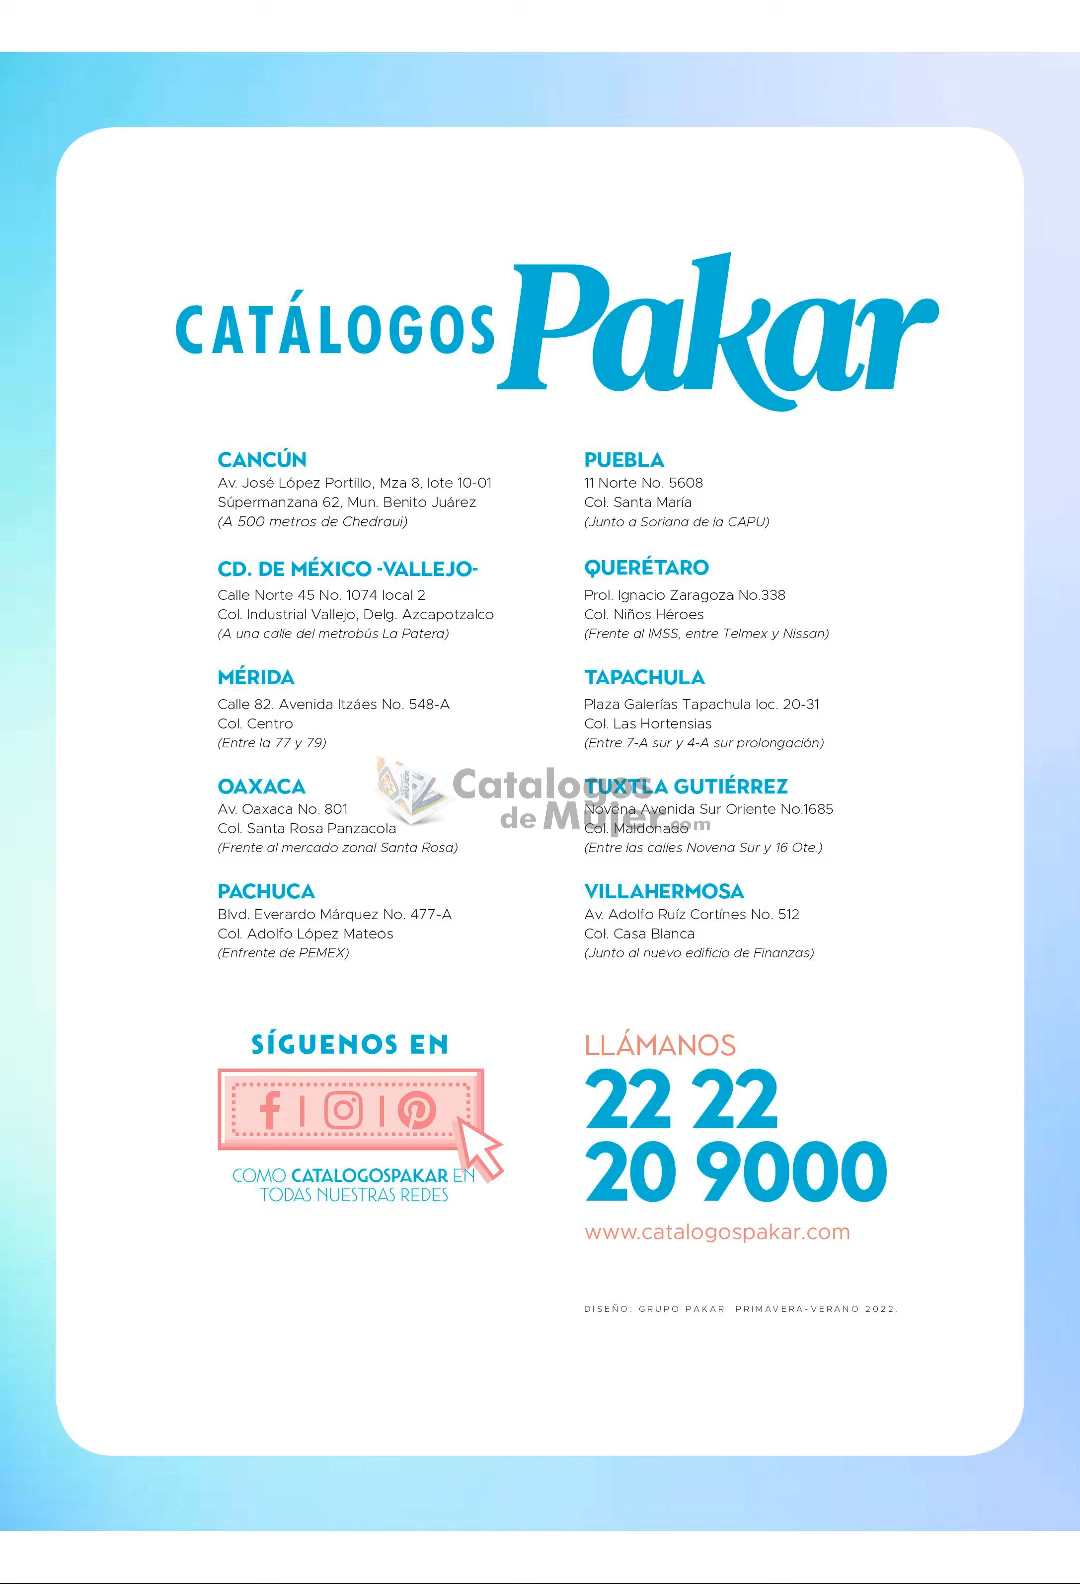 CATÁLOGOS Pakar
CANCÚN
Av. José López Portillo, Mza 8, lote 10-01
Súpermanzana 62, Mun. Benito Juárez
(A 500 metros de Chedraui)
CD. DE MÉXICO -VALLEJO-
Calle Norte 45 No. 1074 local 2
Col. Industrial Vallejo, Delg. Azcapotzalco
(A una calle del metrobús La Patera)
MÉRIDA
Calle 82. Avenida Itzáes No. 548-A
Col. Centro
(Entre la 77 y 79)
OAXACA
Av. Oaxaca No. 801
Col. Santa Rosa Panzacola
(Frente al mercado zonal Santa Rosa)
PACHUCA
Blvd. Everardo Márquez No. 477-A
Col. Adolfo López Mateos
(Enfrente de PEMEX)
PUEBLA
11 Norte No. 5608
Col. Santa María
(Junto a Soriana de la CAPU)
QUERÉTARO
Prol. Ignacio Zaragoza No.338
Col. Niños Héroes
(Frente al IMSS, entre Telmex y Nissan)
TAPACHULA
Plaza Galerías Tapachula loc. 20-31
Col. Las Hortensias
(Entre 7-A sur y 4-A sur prolongación)
TUXTLA GUTIÉRREZ
Novena Avenida Sur Oriente No.1685
Col. Maldonado
(Entre las calles Novena Sur y 16 Ote.)
VILLAHERMOSA
Av. Adolfo Ruíz Cortínes No. 512
Col. Casa Blanca
(Junto al nuevo edificio de Finanzas)
Catalogos
de Mujer.com
MUJER
SÍGUENOS EN
COMO CATALOGOSPAKAR EN
TODAS NUESTRAS REDES
LLÁMANOS
22 22
20 9000
www.catalogospakar.com
DISEÑO: GRUPO PAKAR PRIMAVERA-VERANO 2022.